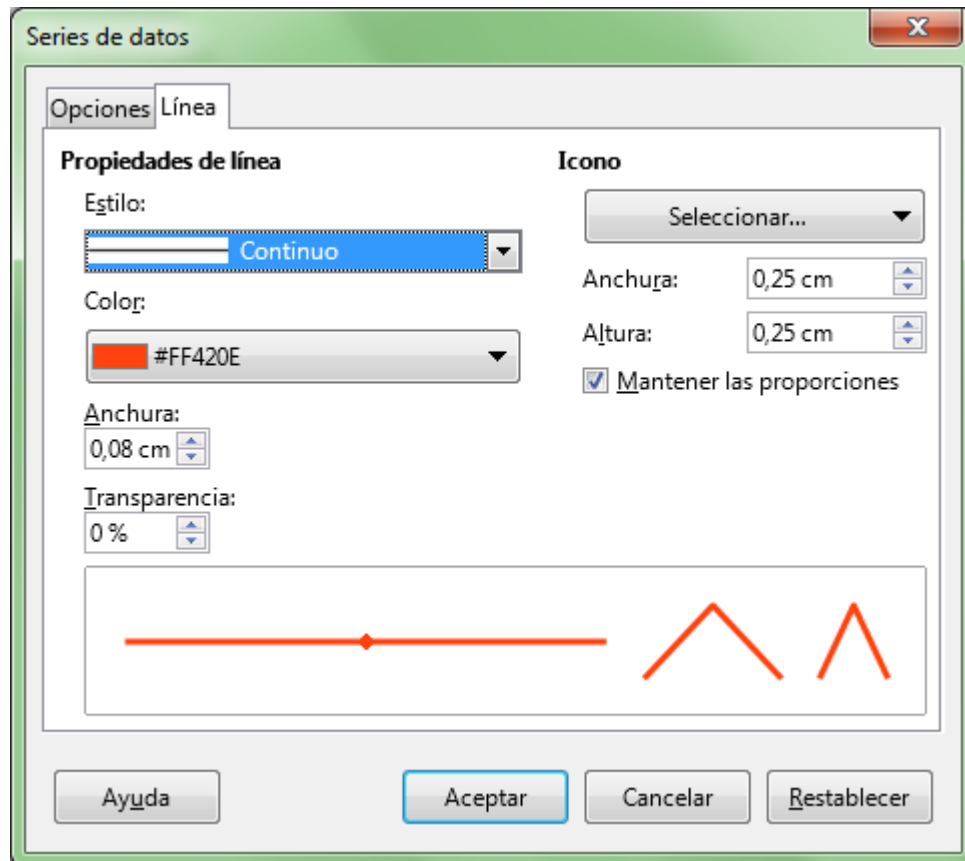 Series de datos
Opciones
Línea
Propiedades de línea
Estilo:
Continuo
Color:
#FF420E
Anchura:
0,08 cm
Transparencia:
0 %
Icono
Seleccionar...
Anchura:
0,25 cm
Altura:
0,25 cm
Mantener las proporciones
Ayuda
Aceptar
Cancelar
Restablecer